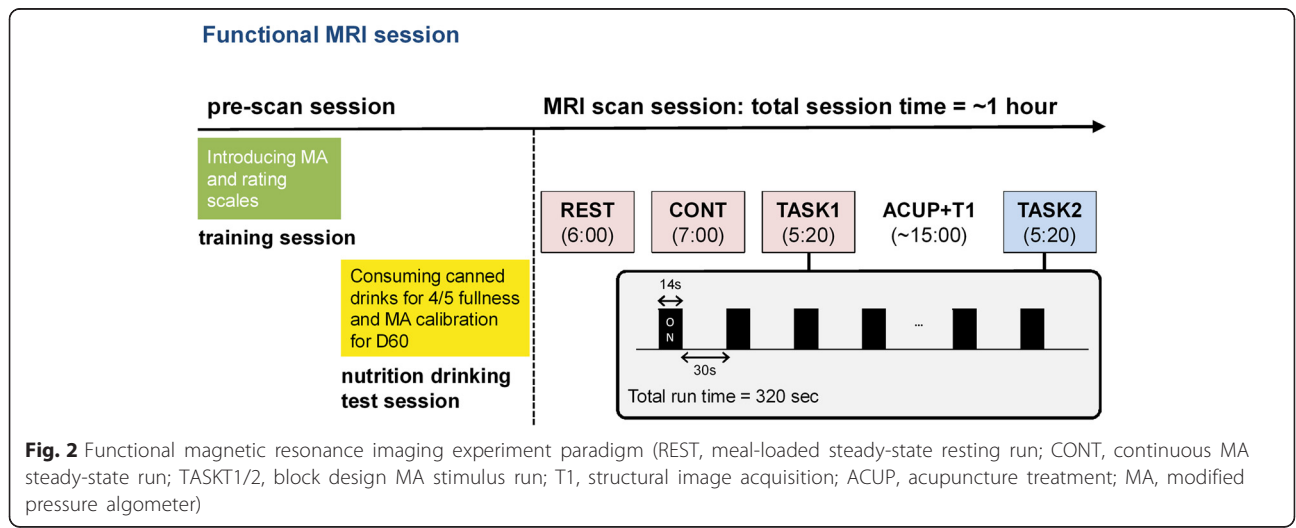 Functional MRI session
pre-scan session
MRI scan session: total session time = ~1 hour
Introducing MA
and rating
scales
training session
Consuming canned
drinks for 4/5 fullness
and MA calibration
for D60
nutrition drinking
test session
REST
(6:00)
CONT
(7:00)
TASK1
(5:20)
ACUP+T1
(~15:00)
TASK2
(5:20)
14s
O
N
...
30s
Total run time = 320 sec
Fig. 2 Functional magnetic resonance imaging experiment paradigm (REST, meal-loaded steady-state resting run; CONT, continuous MA
steady-state run; TASKT1/2, block design MA stimulus run; T1, structural image acquisition; ACUP, acupuncture treatment; MA, modified
pressure algometer)